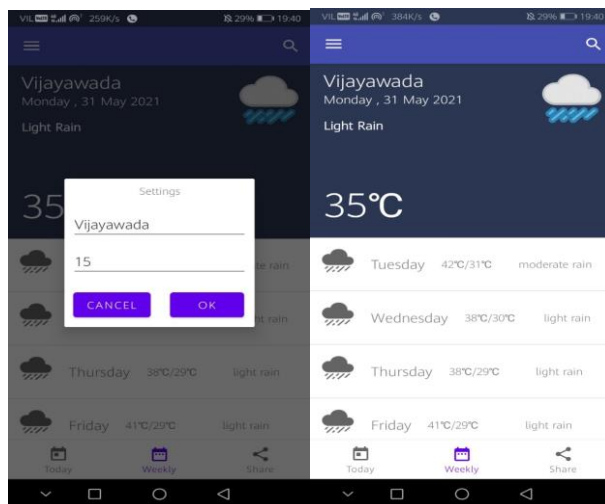 VIL 259K/s 29% 19:40
Vijayawada
Monday , 31 May 2021
Light Rain
35
Settings
Vijayawada
15
CANCEL OK
te rain
ht rain
Thursday 38°C/29°C light rain
Friday 41°C/29°C light rain
Today Weekly Share
VIL 384K/s 29% 19:40
Vijayawada
Monday , 31 May 2021
Light Rain
35°C
Tuesday 42°C/31°C moderate rain
Wednesday 38°C/30°C light rain
Thursday 38°C/29°C light rain
Friday 41°C/29°C light rain
Today Weekly Share